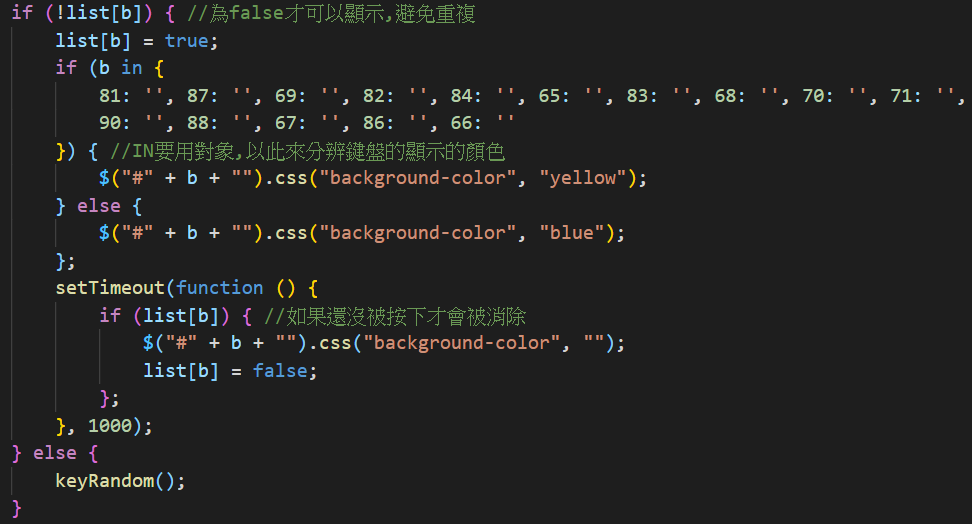 if (!list[b]) { //為false才可以顯示,避免重複
list[b] = true;
if (b in {
81: '', 87: '', 69: '', 82: '', 84: '', 65: '', 83: '', 68: '', 70: '', 71: '',
90: '', 88: '', 67: '', 86: '', 66: ''
}) { //IN要用對象,以此來分辨鍵盤的顯示的顏色
$("#" + b + "").css("background-color", "yellow");
} else {
$("#" + b + "").css("background-color", "blue");
};
setTimeout(function () {
if (list[b]) { //如果還沒被按下才會被消除
$("#" + b + "").css("background-color", "");
list[b] = false;
};
}, 1000);
} else {
keyRandom();
}